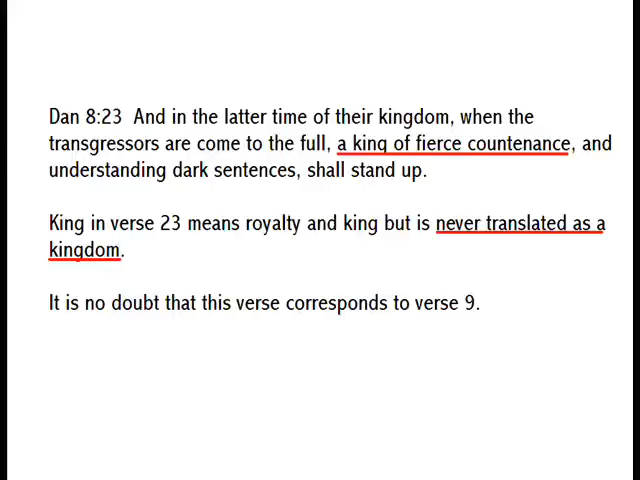 Dan 8:23  And in the latter time of their kingdom, when the
transgressors are come to the full, a king of fierce countenance, and
understanding dark sentences, shall stand up.
King in verse 23 means royalty and king but is never translated as a
kingdom.
It is no doubt that this verse corresponds to verse 9.